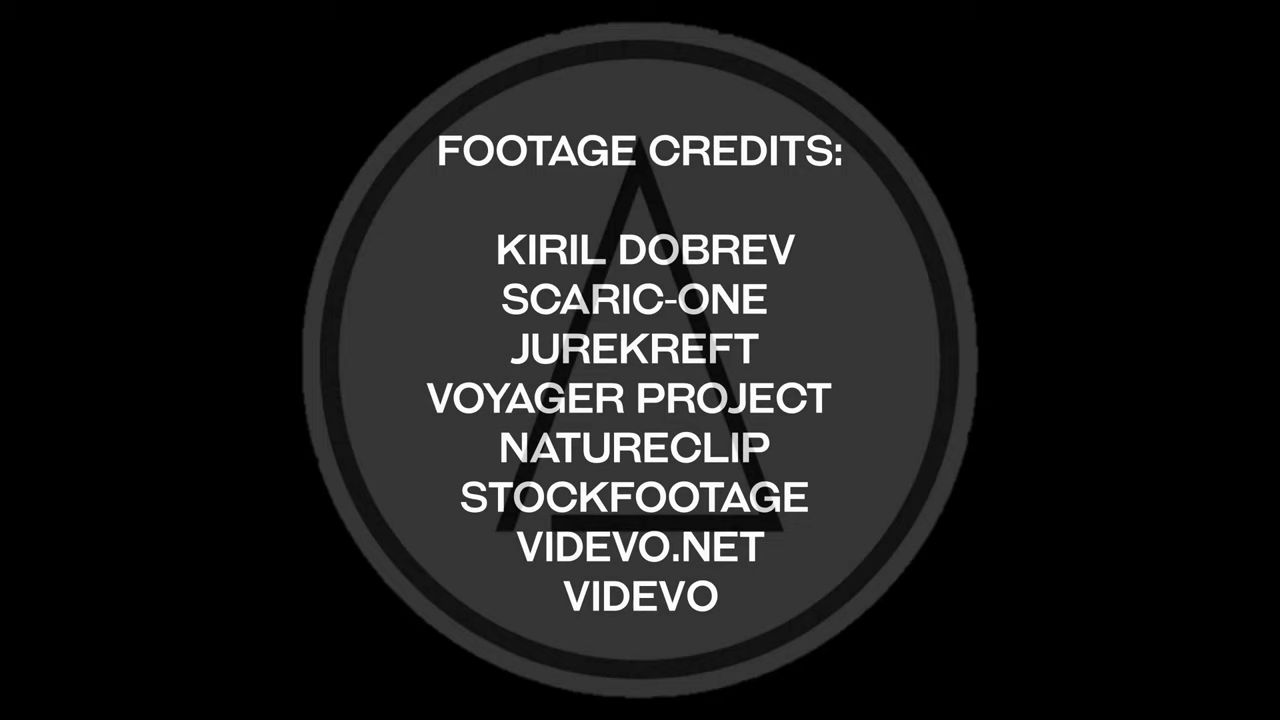 FOOTAGE CREDITS:
KIRIL DOBREV
SCARIC-ONE
JUREKREFT
VOYAGER PROJECT
NATURECLIP
STOCKFOOTAGE
VIDEVO.NET
VIDEVO